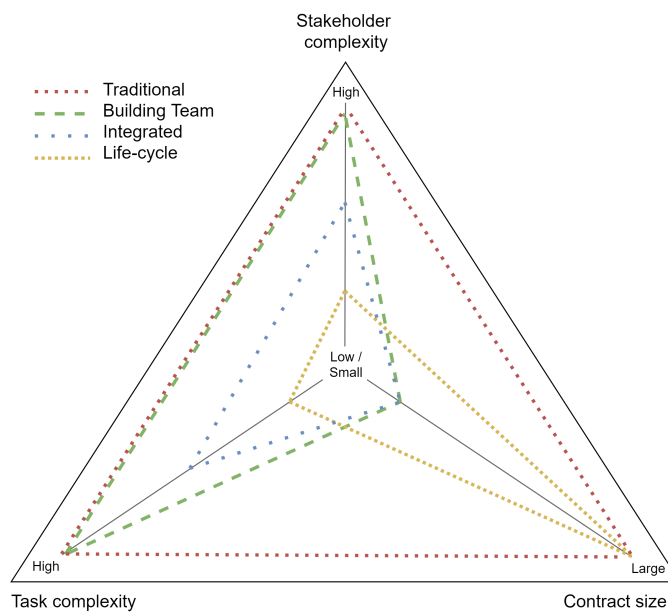 Stakeholder
complexity
High
Traditional
Building Team
Integrated
Life-cycle
Low /
Small
High
Large
Task complexity
Contract size